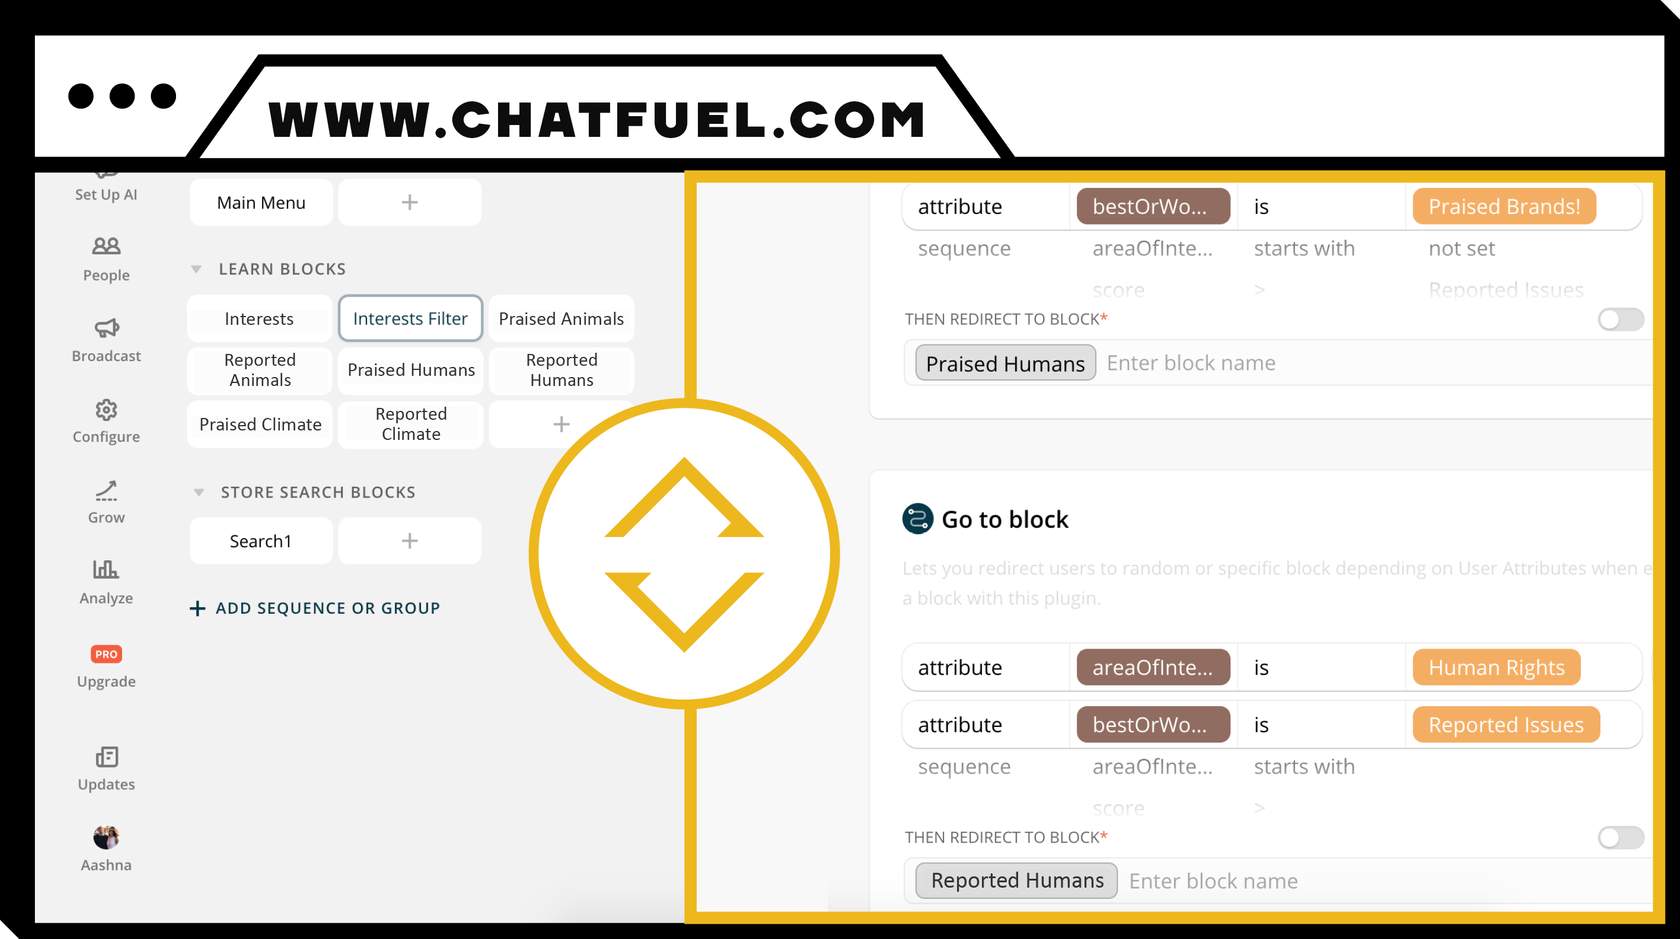 WWW.CHATFUEL.COM
Set Up AI
People
Broadcast
Configure
Grow
Analyze
PRO
Upgrade
Updates
Aashna
Main Menu
+
LEARN BLOCKS
Interests
Interests Filter
Praised Animals
Reported
Animals
Praised Humans
Reported
Humans
Praised Climate
Reported
Climate
+
STORE SEARCH BLOCKS
Search1
+
+ ADD SEQUENCE OR GROUP
attribute bestOrWo... is Praised Brands!
sequence areaOfInte... starts with not set
score > Reported Issues
THEN REDIRECT TO BLOCK*
Praised Humans Enter block name
Go to block
Lets you redirect users to random or specific block depending on User Attributes when e
a block with this plugin.
attribute areaOfInte... is Human Rights
attribute bestOrWo... is Reported Issues
sequence areaOfInte... starts with
score >
THEN REDIRECT TO BLOCK*
Reported Humans Enter block name